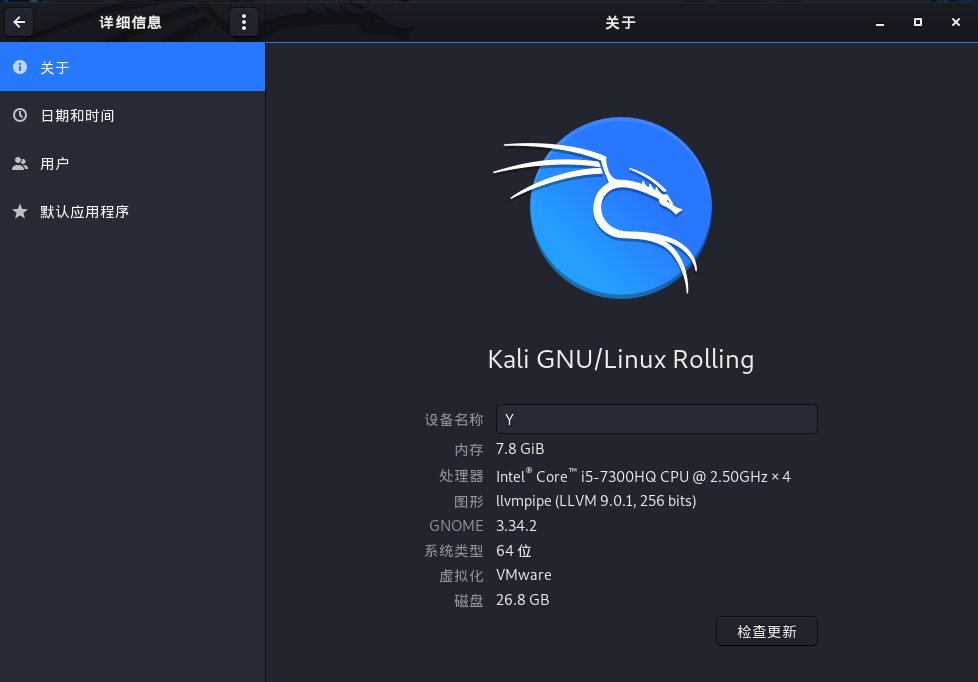 详细信息
关于
关于
日期和时间
用户
默认应用程序
Kali GNU/Linux Rolling
设备名称 Y
内存 7.8 GiB
处理器 Intel® Core™ i5-7300HQ CPU @ 2.50GHz × 4
图形 llvmpipe (LLVM 9.0.1, 256 bits)
GNOME 3.34.2
系统类型 64 位
虚拟化 VMware
磁盘 26.8 GB
检查更新